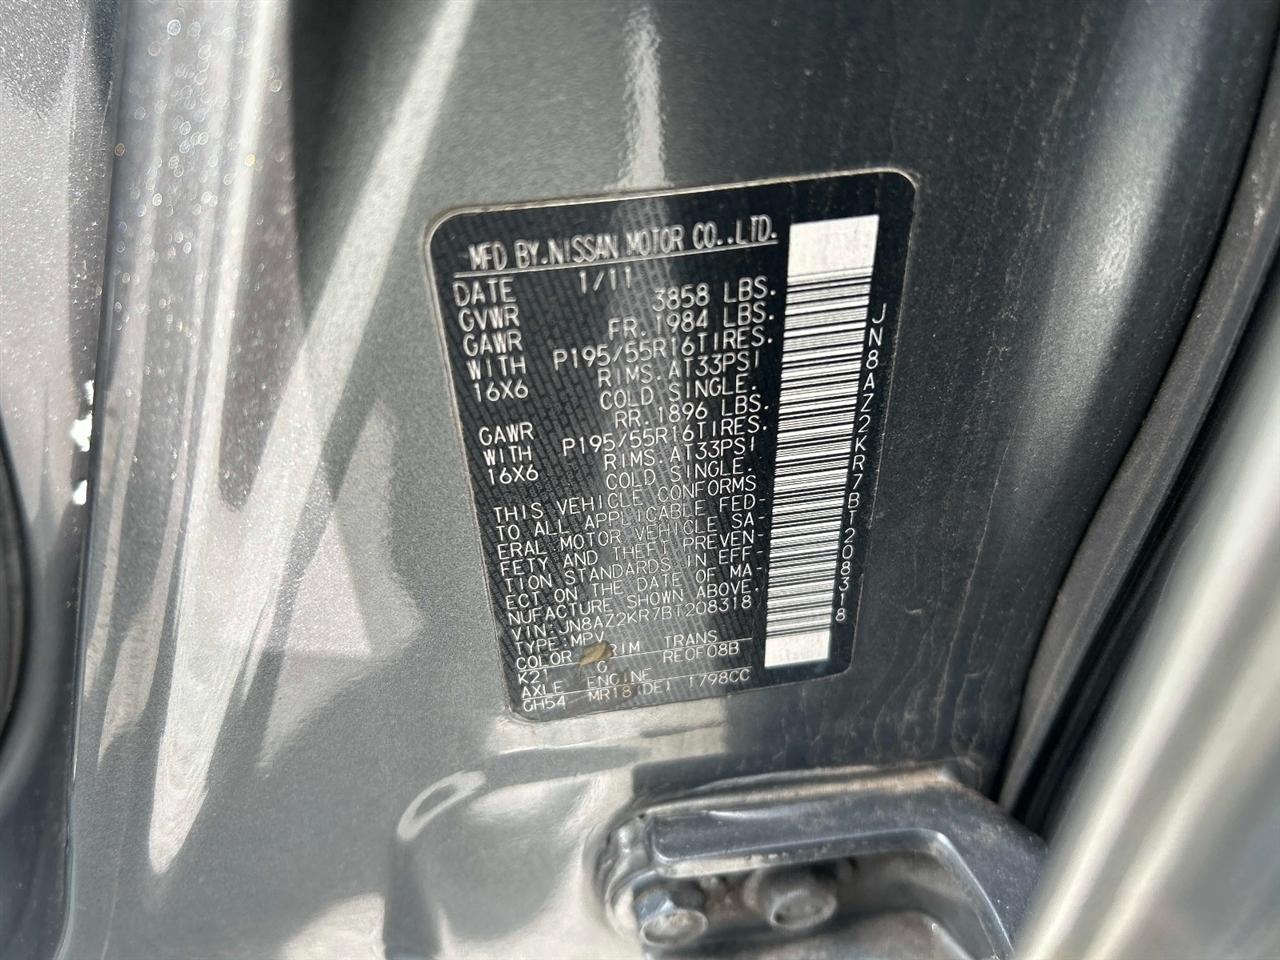 MFD BY.NISSAN MOTOR CO.,LTD.
DATE 1/11
GVWR 3858 LBS.
GAWR FR.1984 LBS.
WITH P195/55R16TIRES.
16X6 RIMS.AT33PSI
COLD SINGLE.
GAWR RR.1896 LBS.
WITH P195/55R16TIRES.
16X6 RIMS.AT33PSI
COLD SINGLE.
THIS VEHICLE CONFORMS
TO ALL APPLICABLE FED-
ERAL MOTOR VEHICLE SA-
FETY AND THEFT PREVEN-
TION STANDARDS IN EFF-
ECT ON THE DATE OF MA-
NUFACTURE SHOWN ABOVE.
VIN:JN8AZ2KR7BT208318
TYPE:MPV
COLOR TRIM TRANS
K21 G RE0F08B
AXLE ENGINE
GH54 MR18(DE) 1798CC
JN8AZ2KR7BT208318